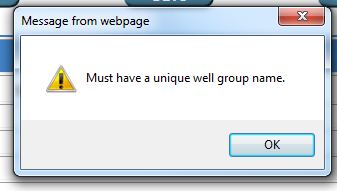 Message from webpage
Must have a unique well group name.
OK